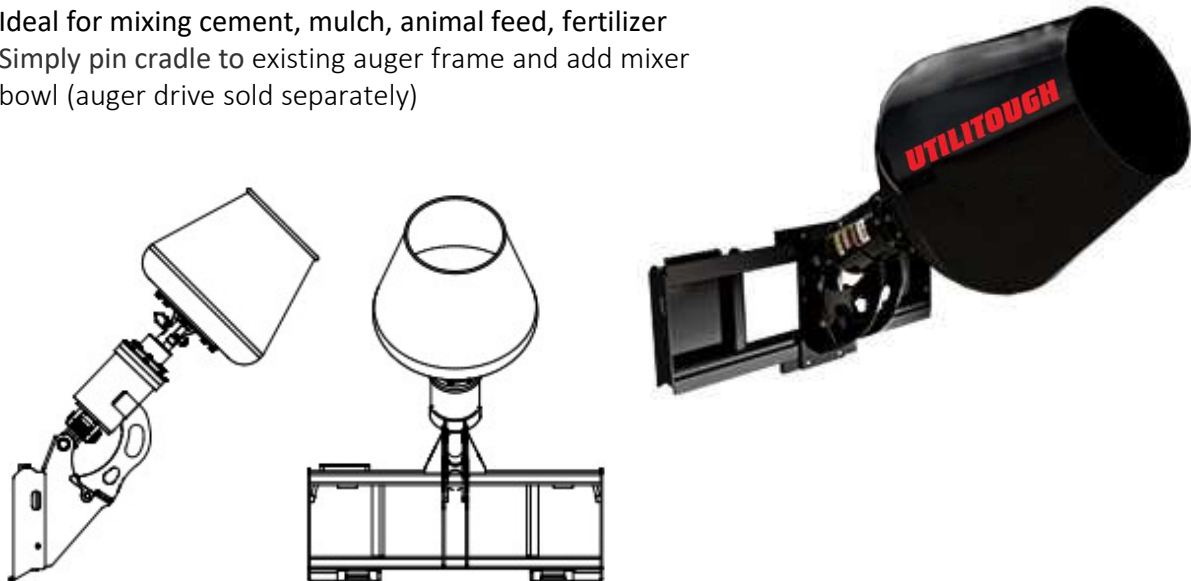 Ideal for mixing cement, mulch, animal feed, fertilizer
Simply pin cradle to existing auger frame and add mixer
bowl (auger drive sold separately)
UTILITOUGH